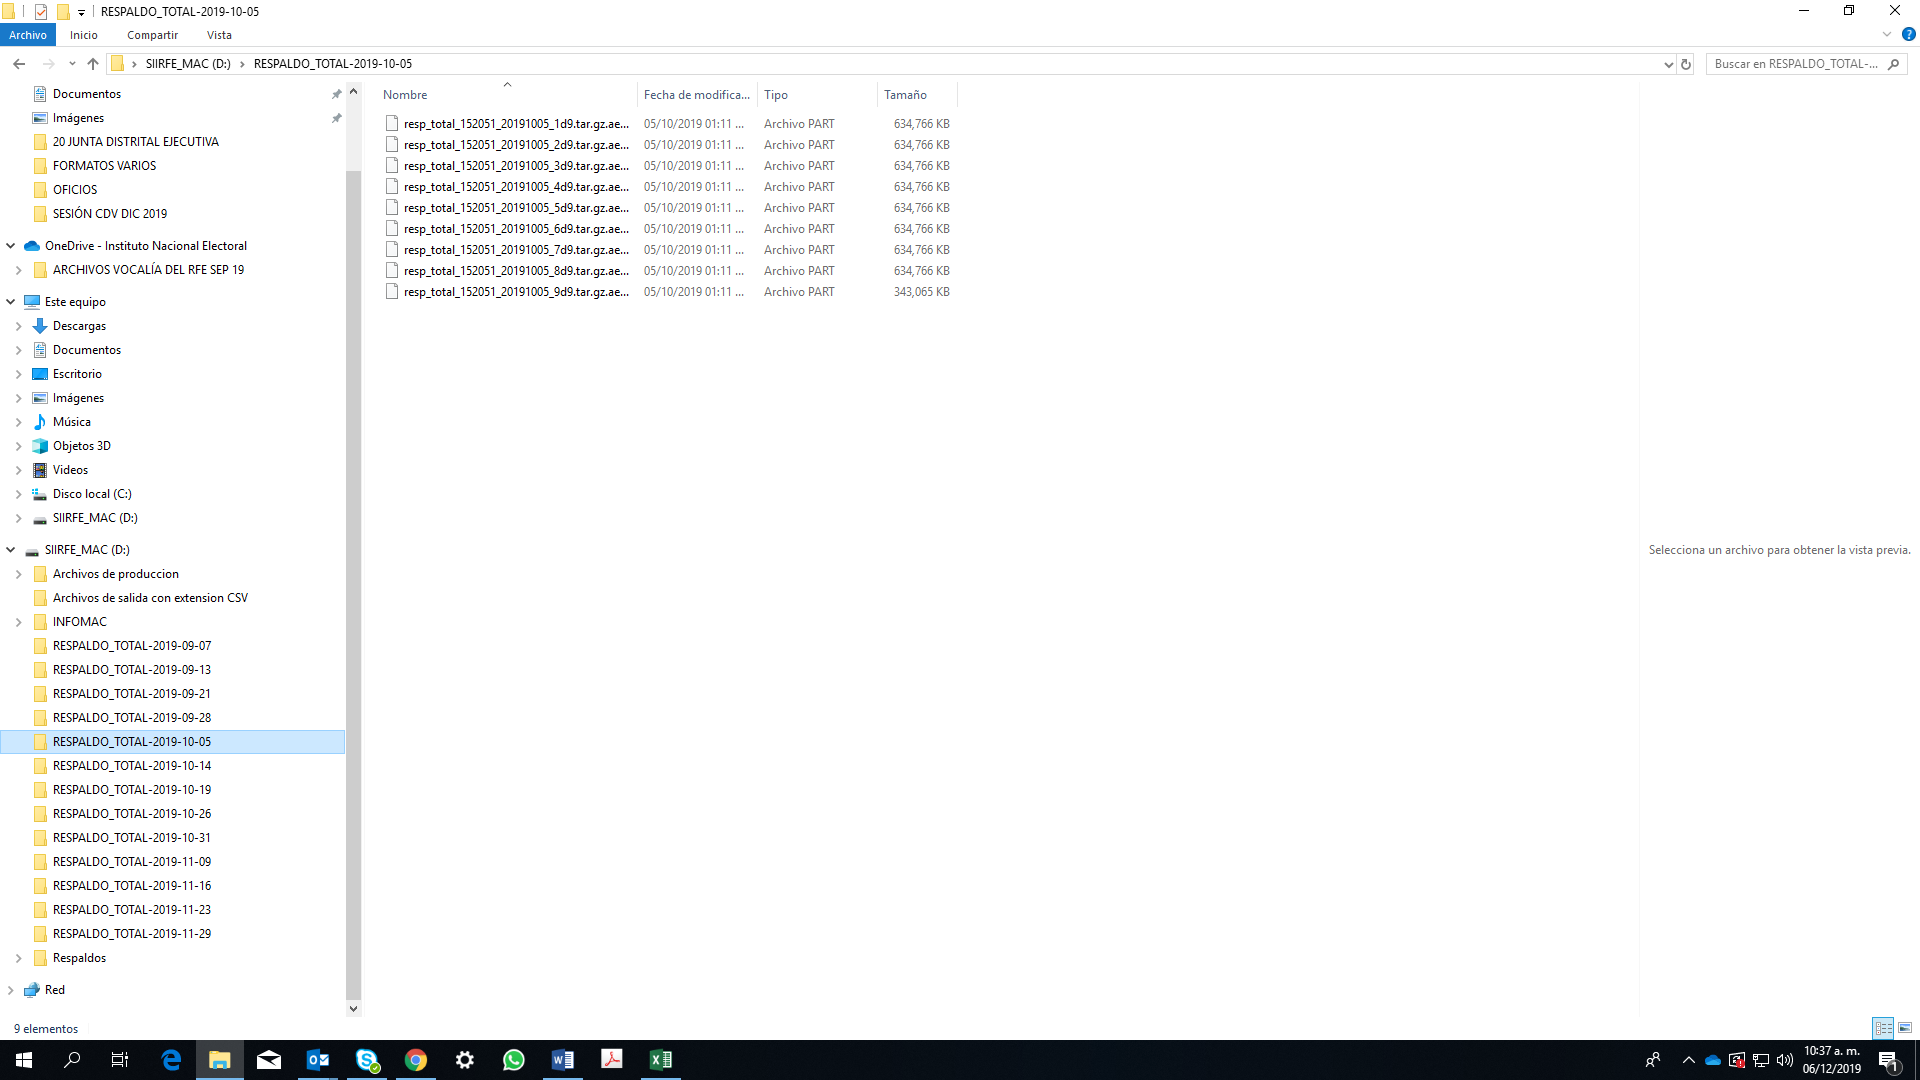 RESPALDO_TOTAL-2019-10-05
Archivo Inicio Compartir Vista
SIIRFE_MAC (D:) RESPALDO_TOTAL-2019-10-05
Buscar en RESPALDO_TOTAL-...
Documentos
Imágenes
20 JUNTA DISTRITAL EJECUTIVA
FORMATOS VARIOS
OFICIOS
SESIÓN CDV DIC 2019
OneDrive - Instituto Nacional Electoral
ARCHIVOS VOCALÍA DEL RFE SEP 19
Este equipo
Descargas
Documentos
Escritorio
Imágenes
Música
Objetos 3D
Videos
Disco local (C:)
SIIRFE_MAC (D:)
SIIRFE_MAC (D:)
Archivos de produccion
Archivos de salida con extension CSV
INFOMAC
RESPALDO_TOTAL-2019-09-07
RESPALDO_TOTAL-2019-09-13
RESPALDO_TOTAL-2019-09-21
RESPALDO_TOTAL-2019-09-28
RESPALDO_TOTAL-2019-10-05
RESPALDO_TOTAL-2019-10-14
RESPALDO_TOTAL-2019-10-19
RESPALDO_TOTAL-2019-10-26
RESPALDO_TOTAL-2019-10-31
RESPALDO_TOTAL-2019-11-09
RESPALDO_TOTAL-2019-11-16
RESPALDO_TOTAL-2019-11-23
RESPALDO_TOTAL-2019-11-29
Respaldos
Red
Nombre Fecha de modifica... Tipo Tamaño
resp_total_152051_20191005_1d9.tar.gz.ae... 05/10/2019 01:11 ... Archivo PART 634,766 KB
resp_total_152051_20191005_2d9.tar.gz.ae... 05/10/2019 01:11 ... Archivo PART 634,766 KB
resp_total_152051_20191005_3d9.tar.gz.ae... 05/10/2019 01:11 ... Archivo PART 634,766 KB
resp_total_152051_20191005_4d9.tar.gz.ae... 05/10/2019 01:11 ... Archivo PART 634,766 KB
resp_total_152051_20191005_5d9.tar.gz.ae... 05/10/2019 01:11 ... Archivo PART 634,766 KB
resp_total_152051_20191005_6d9.tar.gz.ae... 05/10/2019 01:11 ... Archivo PART 634,766 KB
resp_total_152051_20191005_7d9.tar.gz.ae... 05/10/2019 01:11 ... Archivo PART 634,766 KB
resp_total_152051_20191005_8d9.tar.gz.ae... 05/10/2019 01:11 ... Archivo PART 634,766 KB
resp_total_152051_20191005_9d9.tar.gz.ae... 05/10/2019 01:11 ... Archivo PART 343,065 KB
Selecciona un archivo para obtener la vista previa.
9 elementos
10:37 a. m.
06/12/2019
1